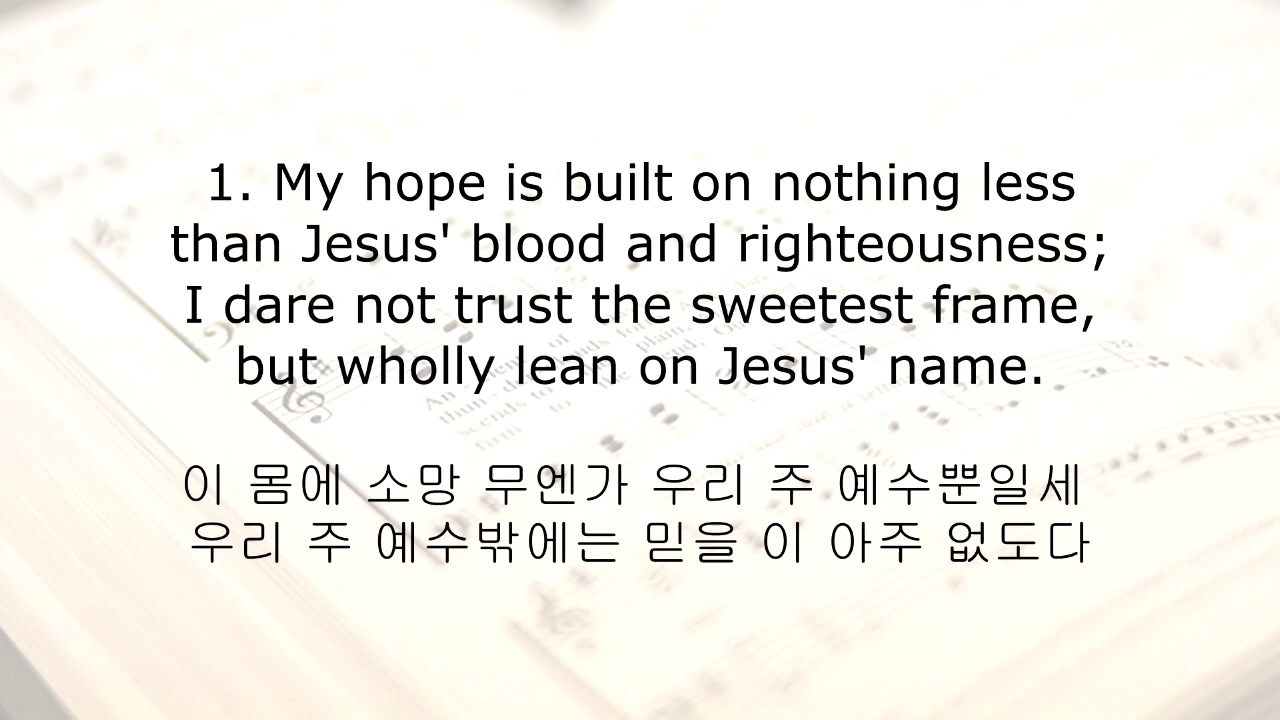 1. My hope is built on nothing less
than Jesus' blood and righteousness;
I dare not trust the sweetest frame,
but wholly lean on Jesus' name.
이 몸에 소망 무엔가 우리 주 예수뿐일세
우리 주 예수밖에는 믿을 이 아주 없도다